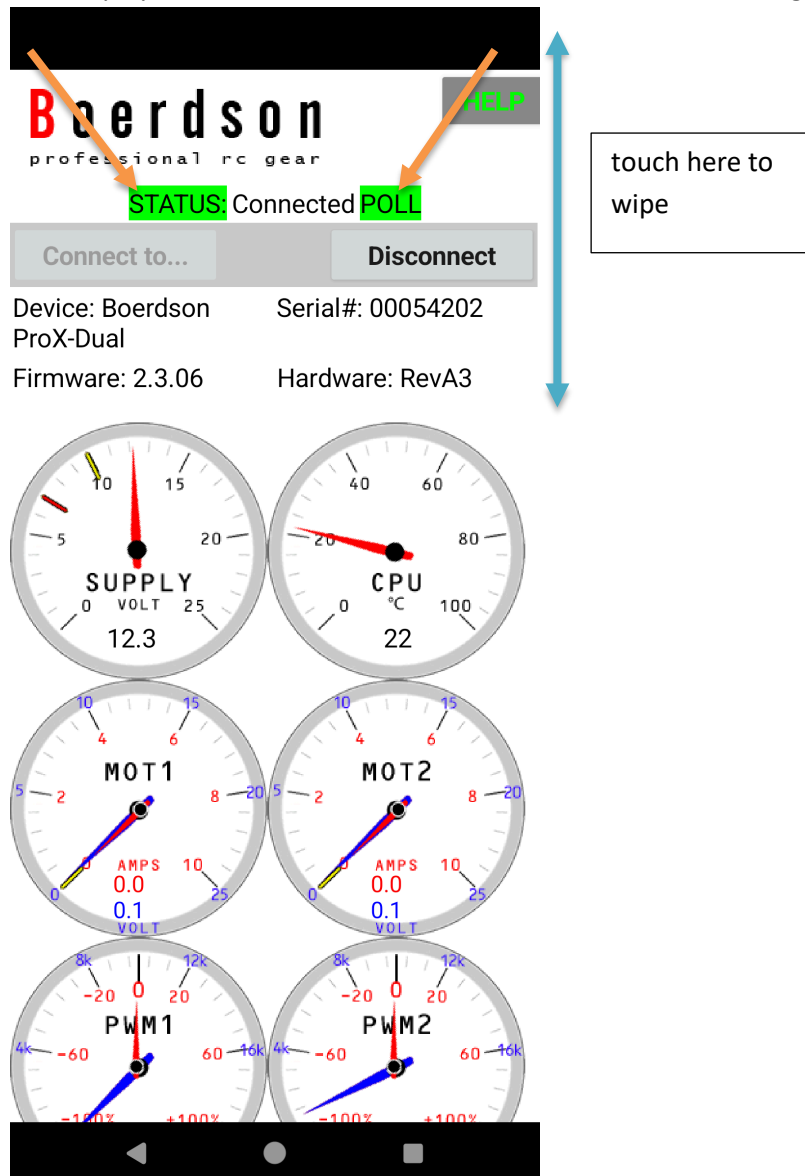 Boerdson
professional rc gear
HELP
STATUS: Connected POLL
touch here to
wipe
Connect to...
Disconnect
Device: Boerdson
ProX-Dual
Serial#: 00054202
Firmware: 2.3.06
Hardware: RevA3
10 15
5 20
SUPPLY
0 VOLT 25
12.3
40 60
20 80
CPU
0 °C 100
22
10 15
4 6
MOT1
5 2 8 20
0 AMPS 10
0.0
0 25
0.1
VOLT
10 15
4 6
MOT2
5 2 8 20
0 AMPS 10
0.0
0 25
0.1
VOLT
8k 12k
-20 0 20
PWM1
4k -60 60 16k
-100% +100%
8k 12k
-20 0 20
PWM2
4k -60 60 16k
-100% +100%